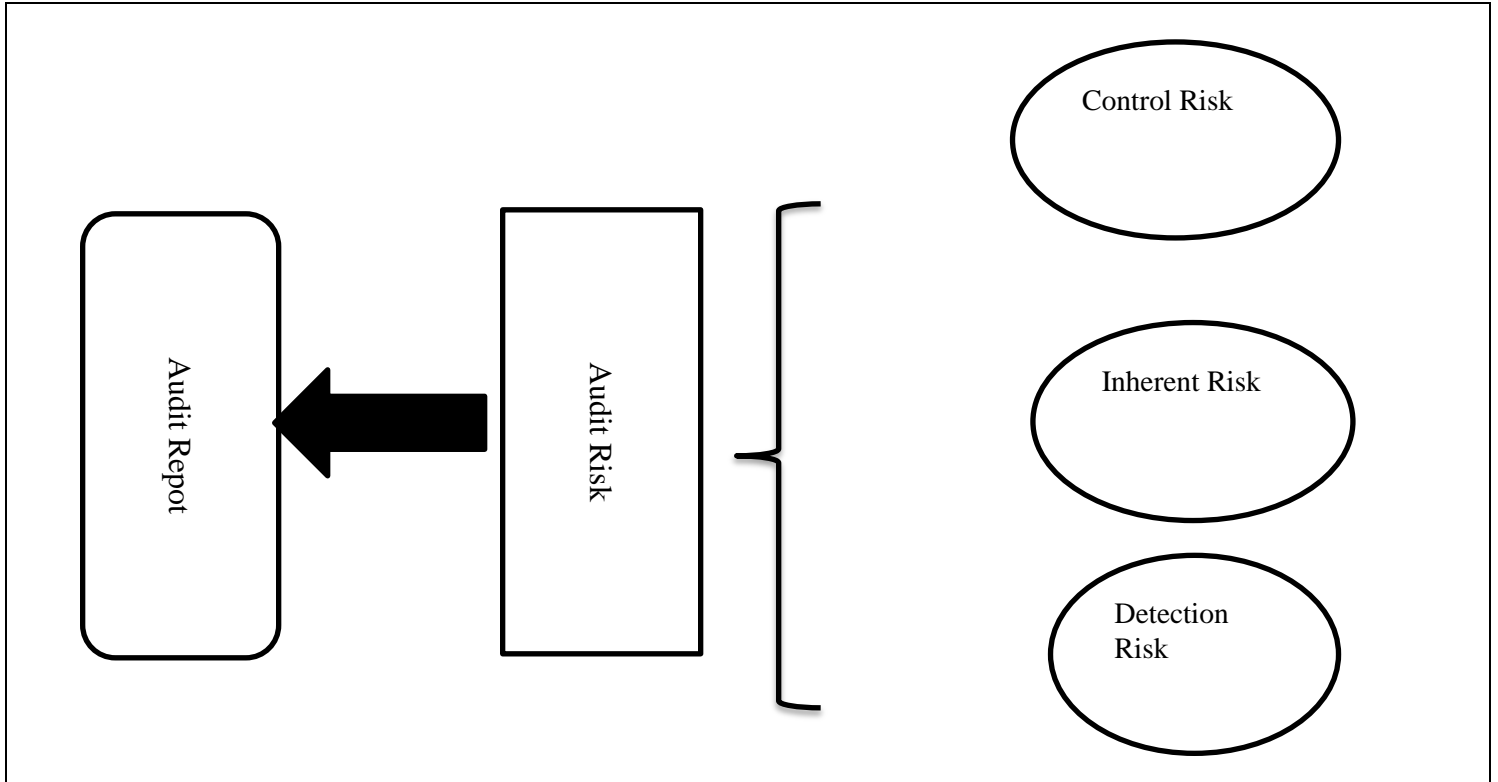 Control Risk
Audit Repot
Audit Risk
Inherent Risk
Detection
Risk